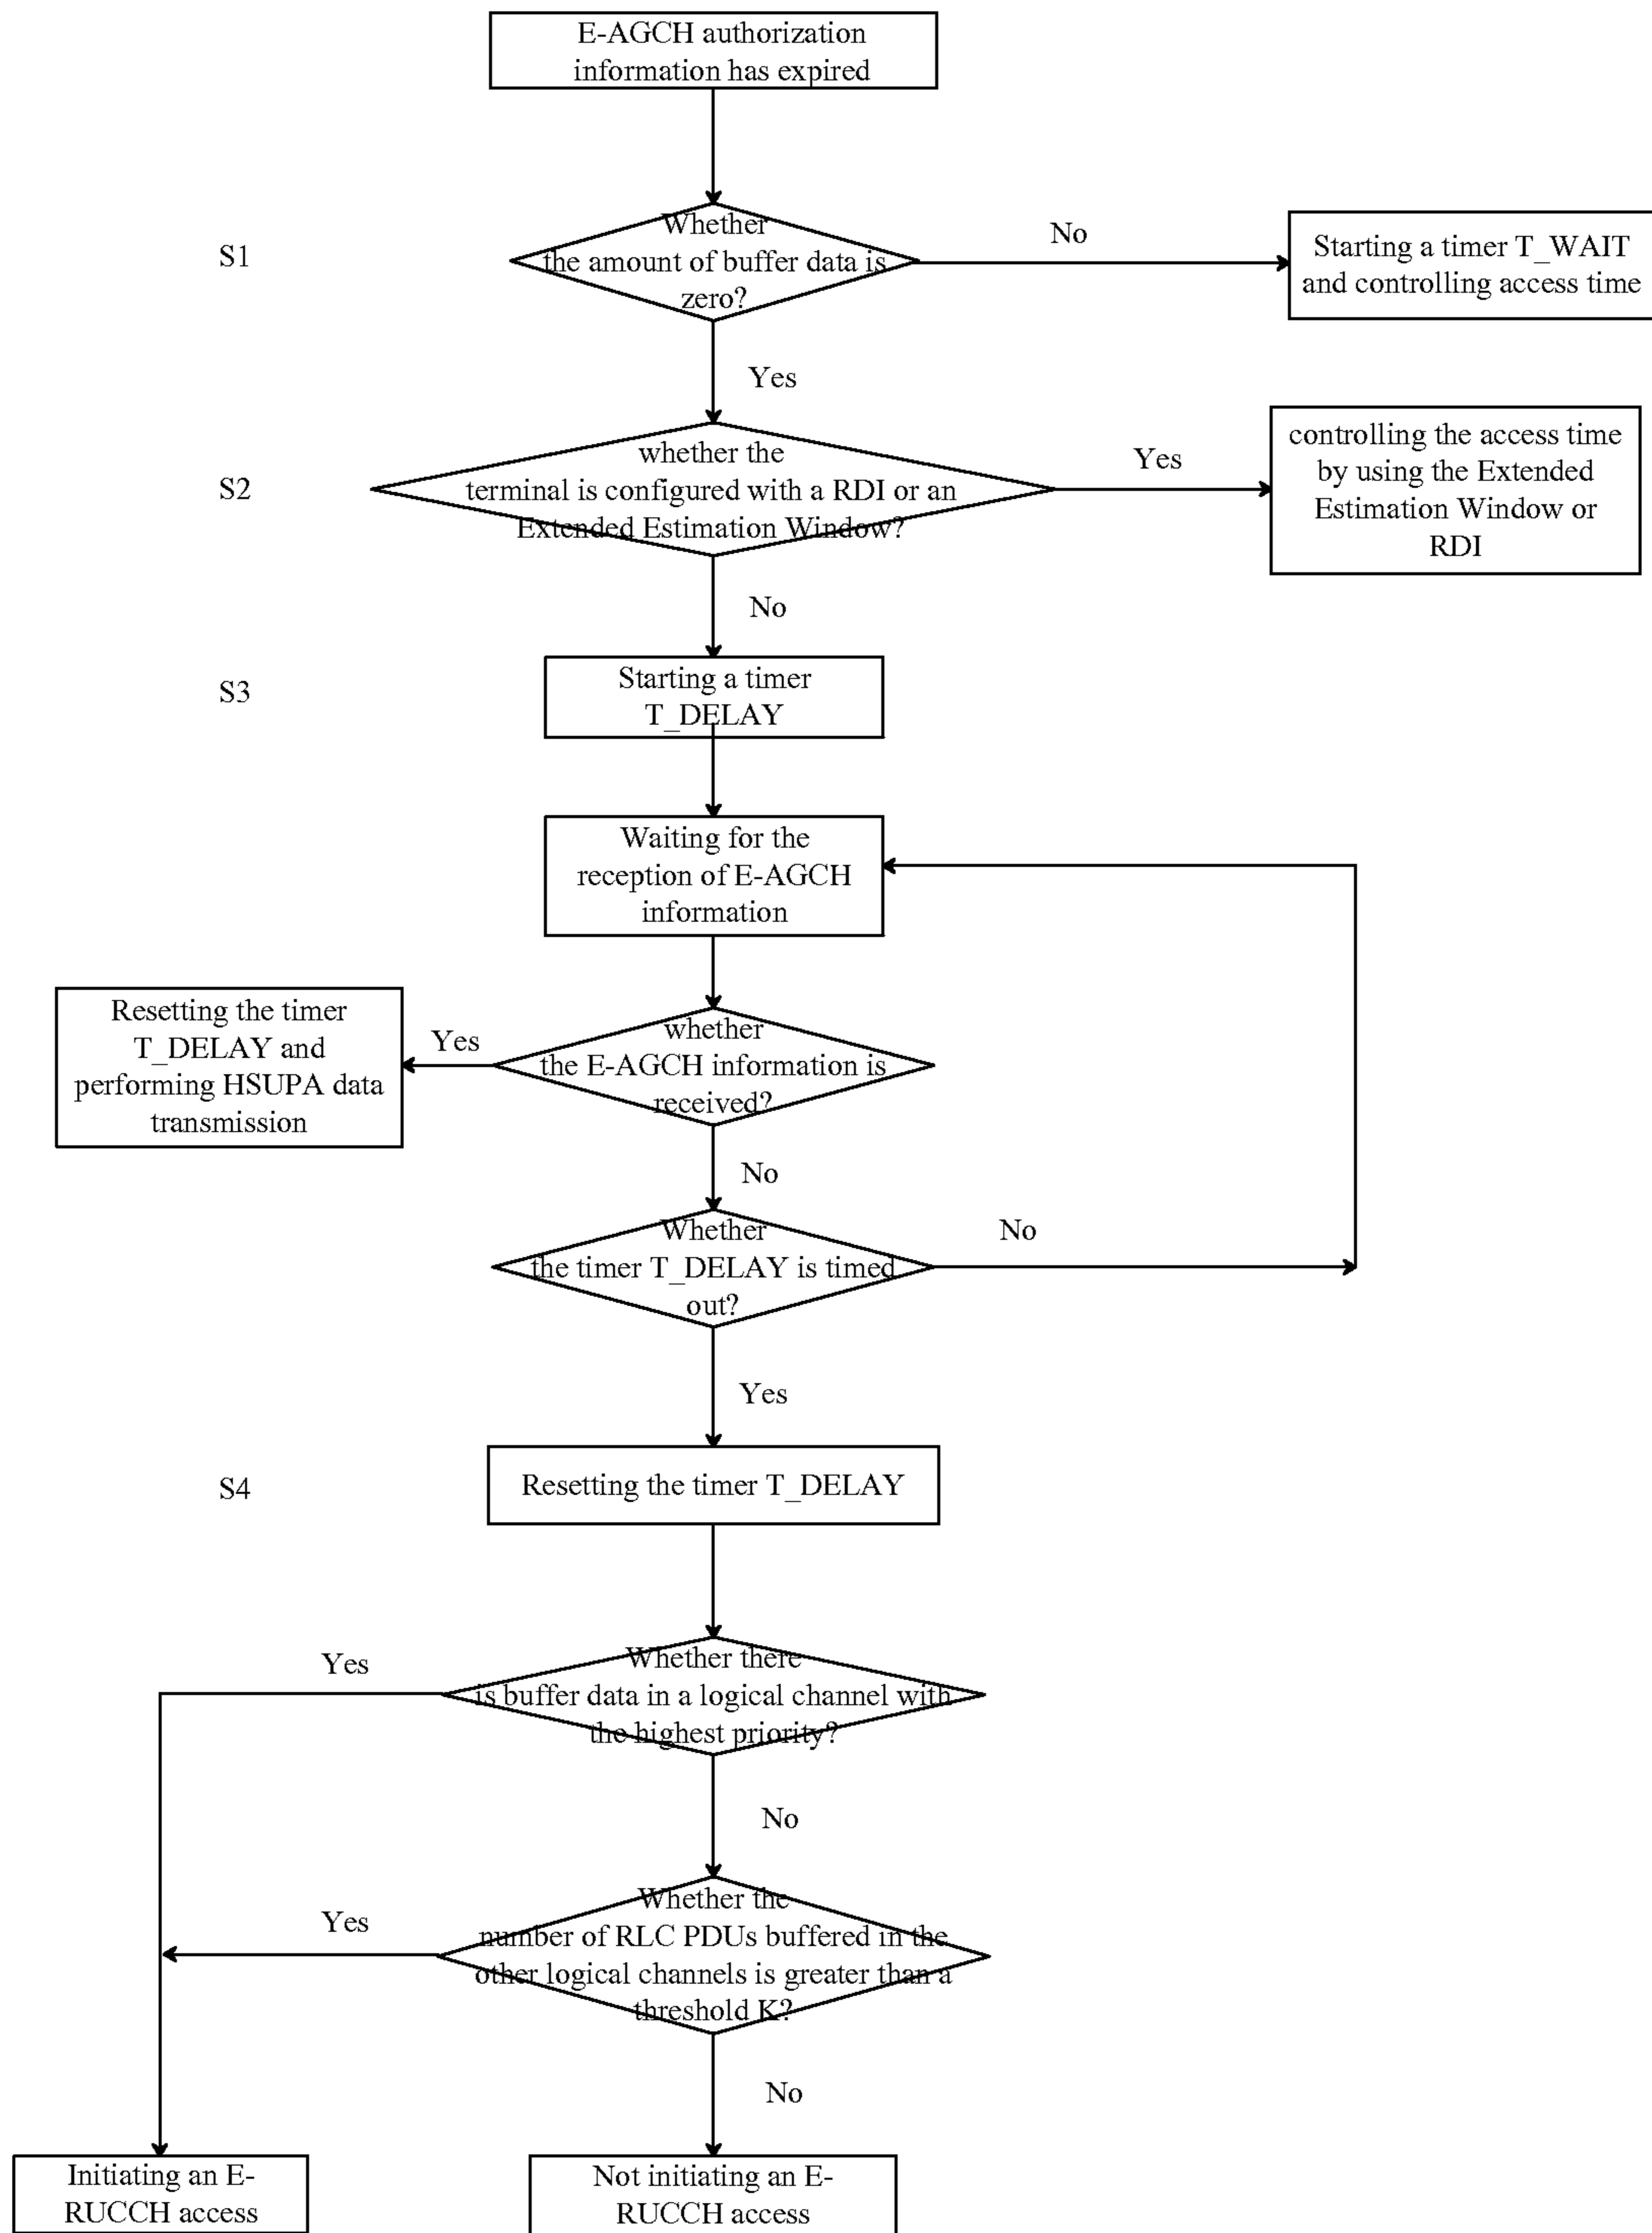 E-AGCH authorization
information has expired
S1
Whether
the amount of buffer data is
zero?
No
Starting a timer T_WAIT
and controlling access time
Yes
S2
whether the
terminal is configured with a RDI or an
Extended Estimation Window?
Yes
controlling the access time
by using the Extended
Estimation Window or
RDI
No
S3
Starting a timer
T_DELAY
Waiting for the
reception of E-AGCH
information
whether
the E-AGCH information is
received?
Yes
Resetting the timer
T_DELAY and
performing HSUPA data
transmission
No
Whether
the timer T_DELAY is timed
out?
No
Yes
S4
Resetting the timer T_DELAY
Whether there
is buffer data in a logical channel with
the highest priority?
Yes
No
Whether the
number of RLC PDUs buffered in the
other logical channels is greater than a
threshold K?
Yes
No
Initiating an E-
RUCCH access
Not initiating an E-
RUCCH access